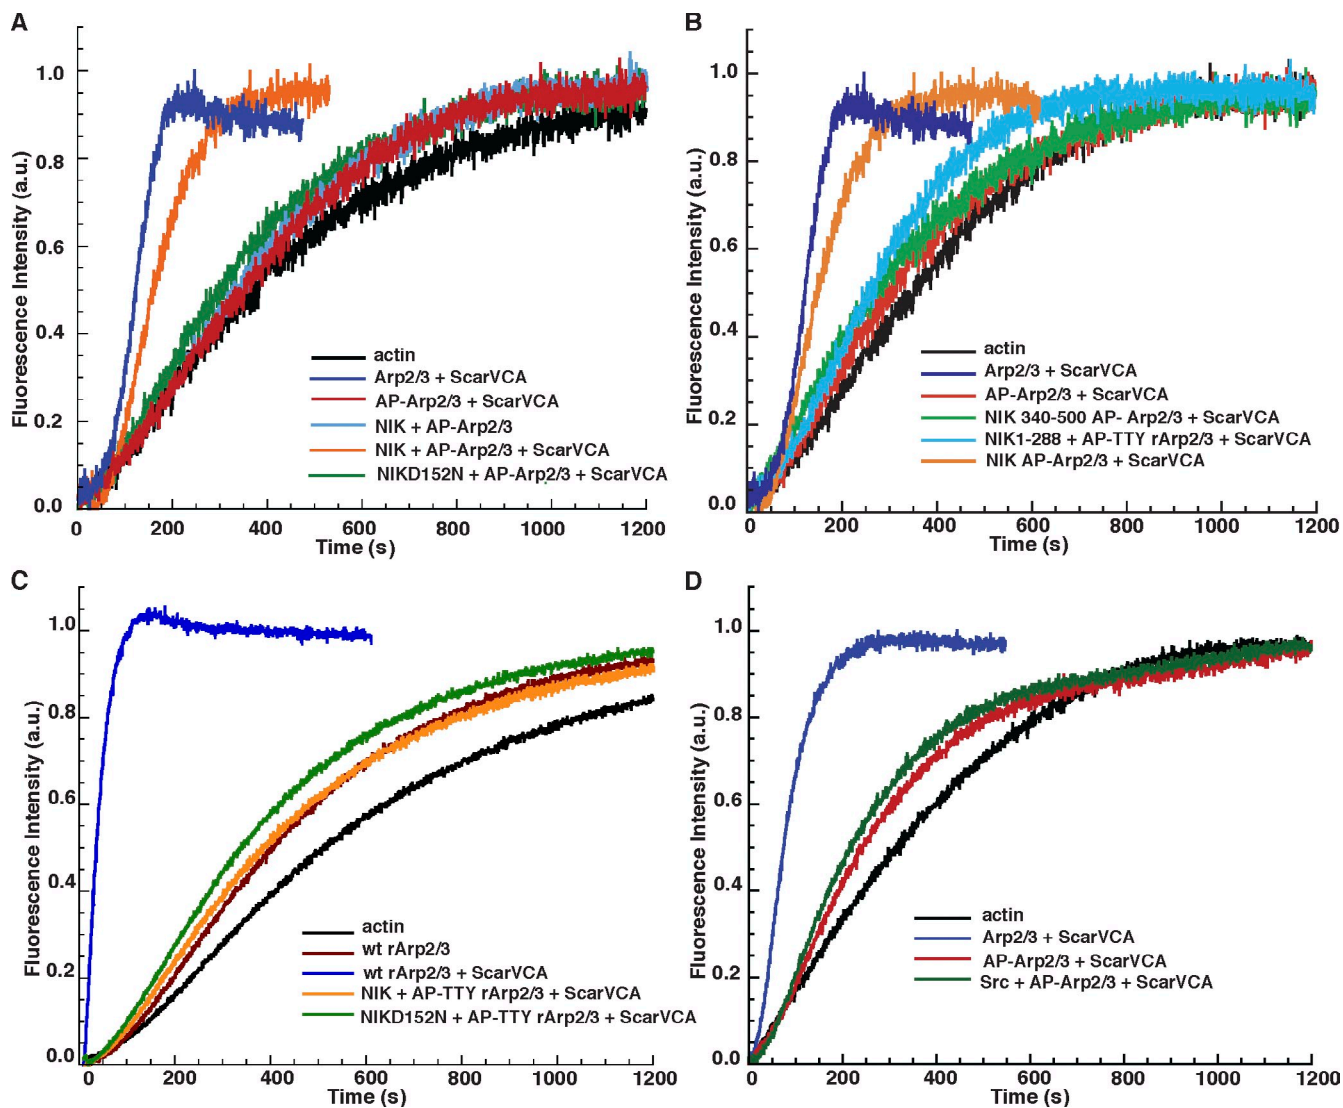 A
Fluorescence Intensity (a.u.)
1.0
0.8
0.6
0.4
0.2
0.0
0 200 400 600 800 1000 1200
Time (s)
actin
Arp2/3 + ScarVCA
AP-Arp2/3 + ScarVCA
NIK + AP-Arp2/3
NIK + AP-Arp2/3 + ScarVCA
NIKD152N + AP-Arp2/3 + ScarVCA
B
Fluorescence Intensity (a.u.)
1.0
0.8
0.6
0.4
0.2
0.0
0 200 400 600 800 1000 1200
Time (s)
actin
Arp2/3 + ScarVCA
AP-Arp2/3 + ScarVCA
NIK 340-500 AP- Arp2/3 + ScarVCA
NIK1-288 + AP-TTY rArp2/3 + ScarVCA
NIK AP-Arp2/3 + ScarVCA
C
Fluorescence Intensity (a.u.)
1.0
0.8
0.6
0.4
0.2
0.0
0 200 400 600 800 1000 1200
Time (s)
actin
wt rArp2/3
wt rArp2/3 + ScarVCA
NIK + AP-TTY rArp2/3 + ScarVCA
NIKD152N + AP-TTY rArp2/3 + ScarVCA
D
Fluorescence Intensity (a.u.)
1.0
0.8
0.6
0.4
0.2
0.0
0 200 400 600 800 1000 1200
Time (s)
actin
Arp2/3 + ScarVCA
AP-Arp2/3 + ScarVCA
Src + AP-Arp2/3 + ScarVCA